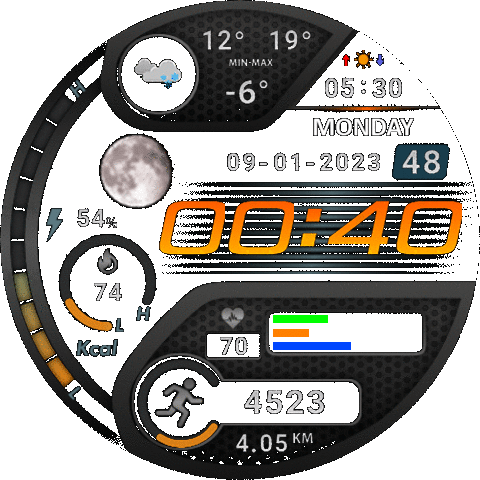 12° 19°
MIN-MAX
-6°
05:30
MONDAY
09-01-2023 48
00:40
H
54%
74
L H
Kcal
L
70
4523
4.05 KM